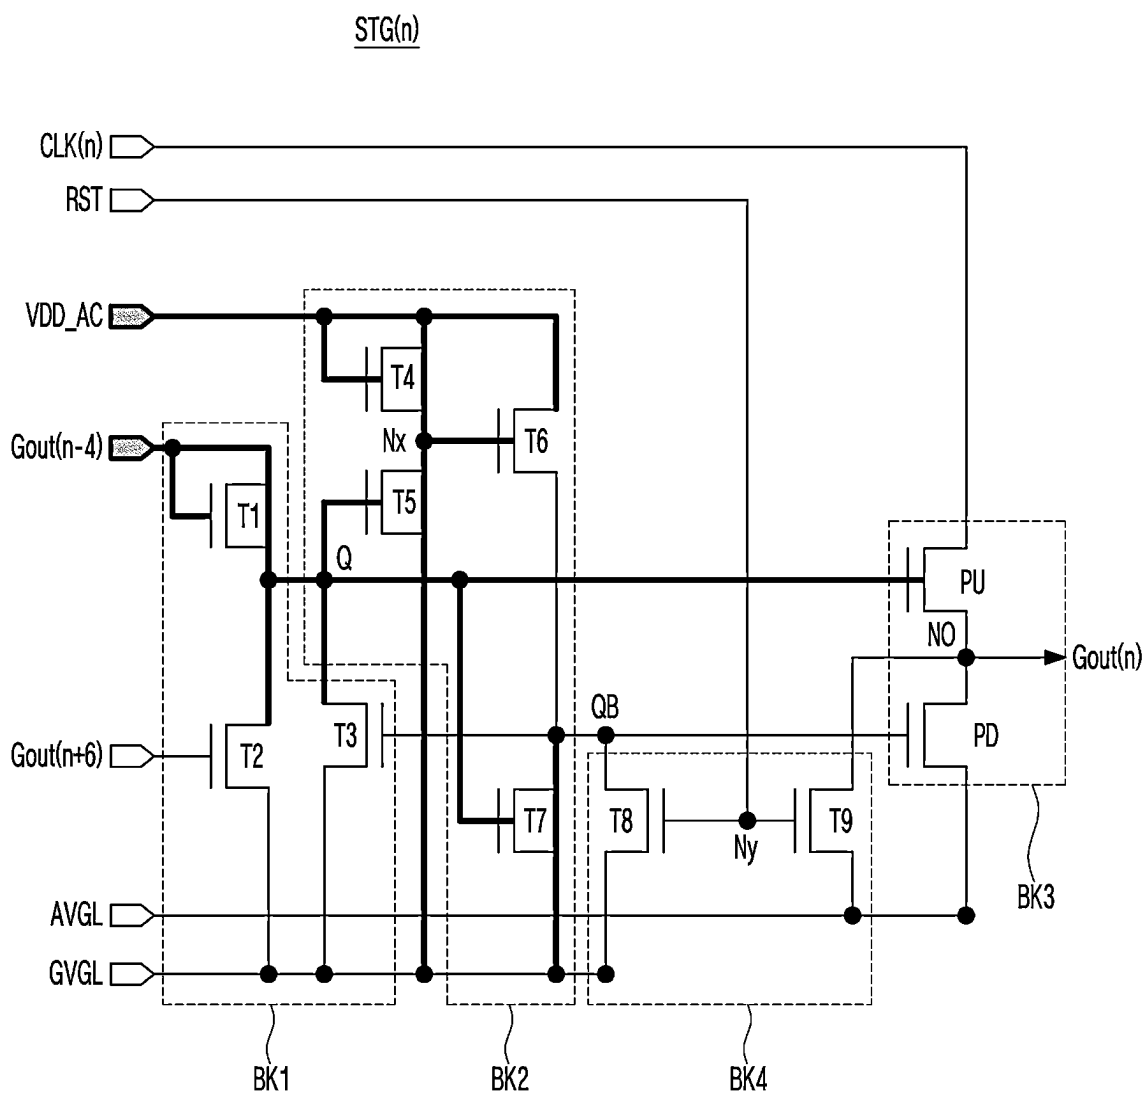 STG(n)
CLK(n)
RST
VDD_AC
T4
Gout(n-4)
Nx
T6
T1
T5
Q
PU
NO
Gout(n)
QB
Gout(n+6)
T2
T3
PD
T7
T8
Ny
T9
BK3
AVGL
GVGL
BK1
BK2
BK4